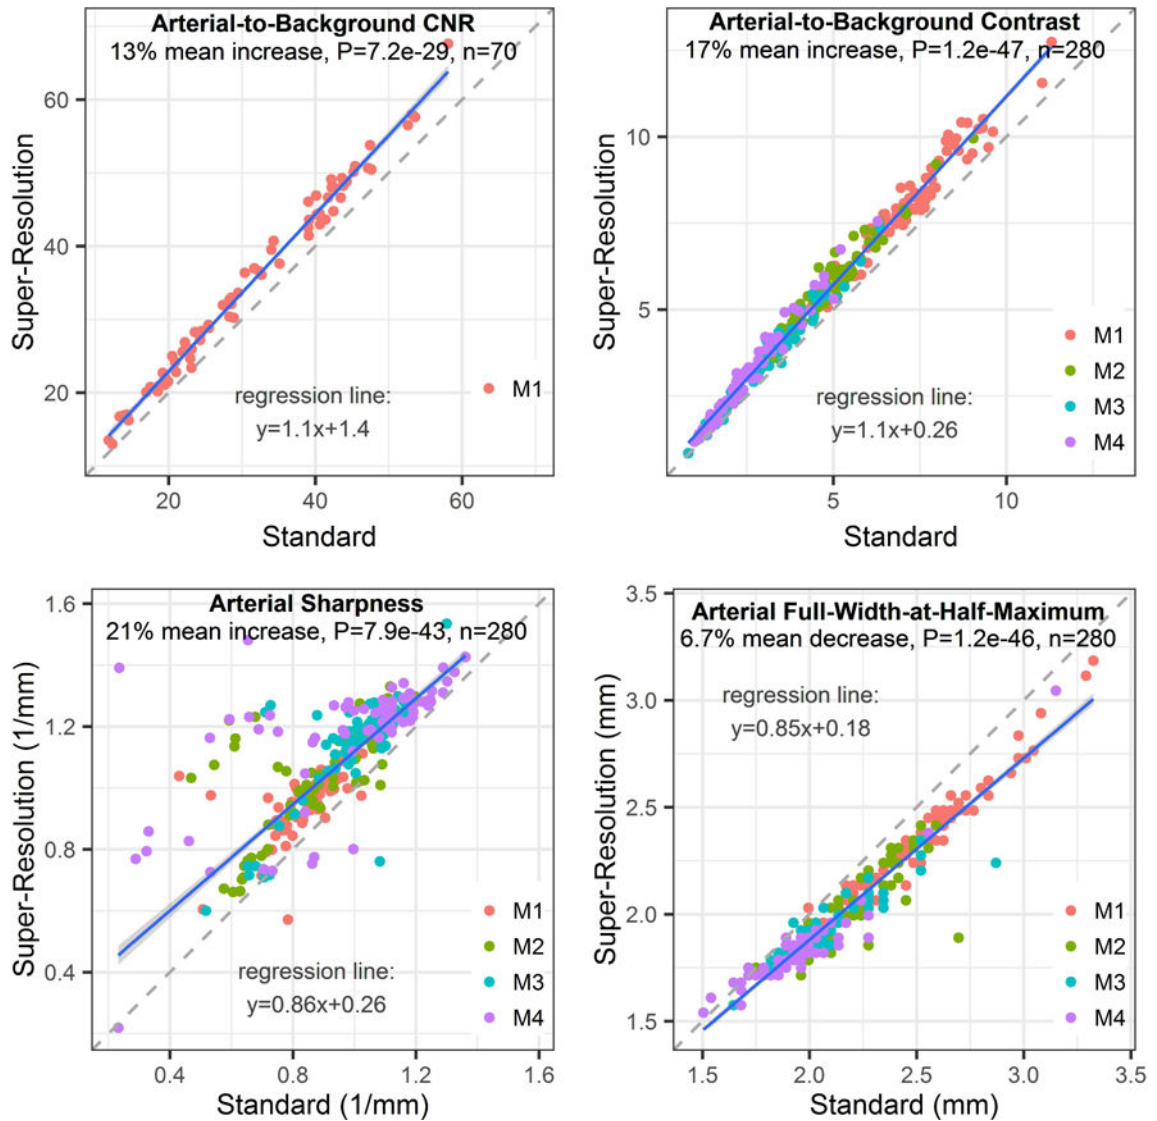 Arterial-to-Background CNR
13% mean increase, P=7.2e-29, n=70
60
40
20
Super-Resolution
regression line:
y=1.1x+1.4
M1
20
40
60
Standard
Arterial-to-Background Contrast
17% mean increase, P=1.2e-47, n=280
10
5
Super-Resolution
regression line:
y=1.1x+0.26
M1
M2
M3
M4
5
10
Standard
Arterial Sharpness
21% mean increase, P=7.9e-43, n=280
1.6
1.2
0.8
0.4
Super-Resolution (1/mm)
regression line:
y=0.86x+0.26
M1
M2
M3
M4
0.4
0.8
1.2
1.6
Standard (1/mm)
Arterial Full-Width-at-Half-Maximum
6.7% mean decrease, P=1.2e-46, n=280
3.5
3.0
2.5
2.0
1.5
Super-Resolution (mm)
regression line:
y=0.85x+0.18
M1
M2
M3
M4
1.5
2.0
2.5
3.0
3.5
Standard (mm)